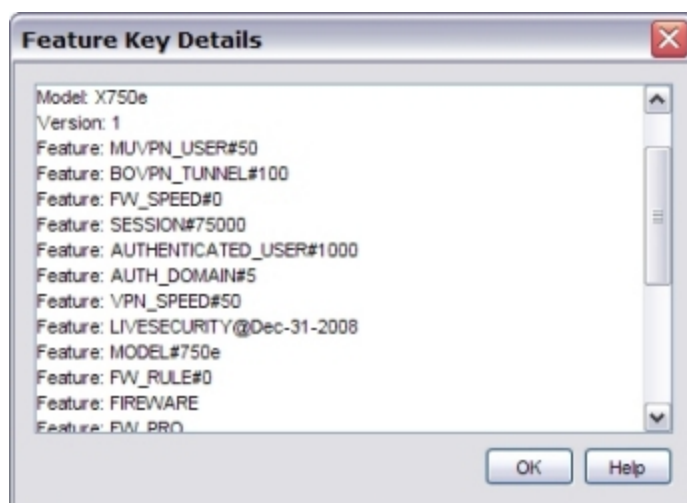 Feature Key Details
Model: X750e
Version: 1
Feature: MUVPN_USER#50
Feature: BOVPN_TUNNEL#100
Feature: FW_SPEED#0
Feature: SESSION#75000
Feature: AUTHENTICATED_USER#1000
Feature: AUTH_DOMAIN#5
Feature: VPN_SPEED#50
Feature: LIVESECURITY@Dec-31-2008
Feature: MODEL#750e
Feature: FW_RULE#0
Feature: FIREWARE
Feature: FW_PRO
OK
Help